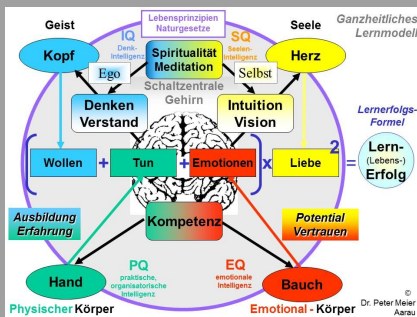 Geist
IQ
Denk-
Intelligenz
Lebensprinzipien
Naturgesetze
SQ
Seelen-
Intelligenz
Seele
Ganzheitliches
Lernmodell
Kopf
Spiritualität
Meditation
Herz
Ego
Selbst
Schaltzentrale
Gehirn
Denken
Verstand
Intuition
Vision
Lernerfolgs-
Formel
[ Wollen + Tun + Emotionen ] x Liebe 2 = Lern-
(Lebens-)
Erfolg
Ausbildung
Erfahrung
Kompetenz
Potential
Vertrauen
Hand
PQ
praktische,
organisatorische
Intelligenz
EQ
emotionale
Intelligenz
Bauch
Physischer Körper
Emotional - Körper
©
Dr. Peter Meier
Aarau